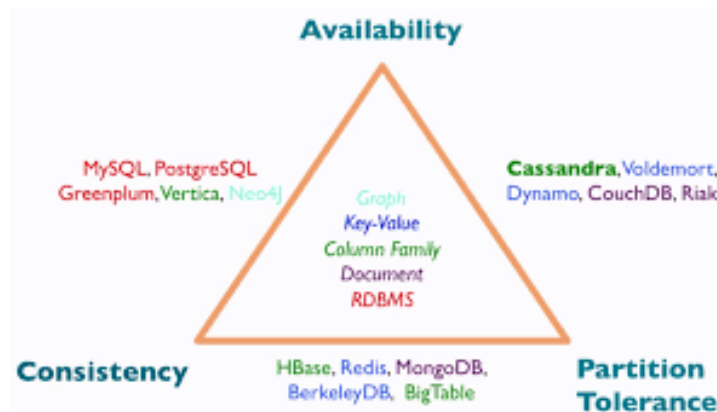 Availability
MySQL, PostgreSQL
Greenplum, Vertica, Neo4J
Cassandra, Voldemort,
Dynamo, CouchDB, Riak
Graph
Key-Value
Column Family
Document
RDBMS
Consistency
HBase, Redis, MongoDB,
BerkeleyDB, BigTable
Partition
Tolerance